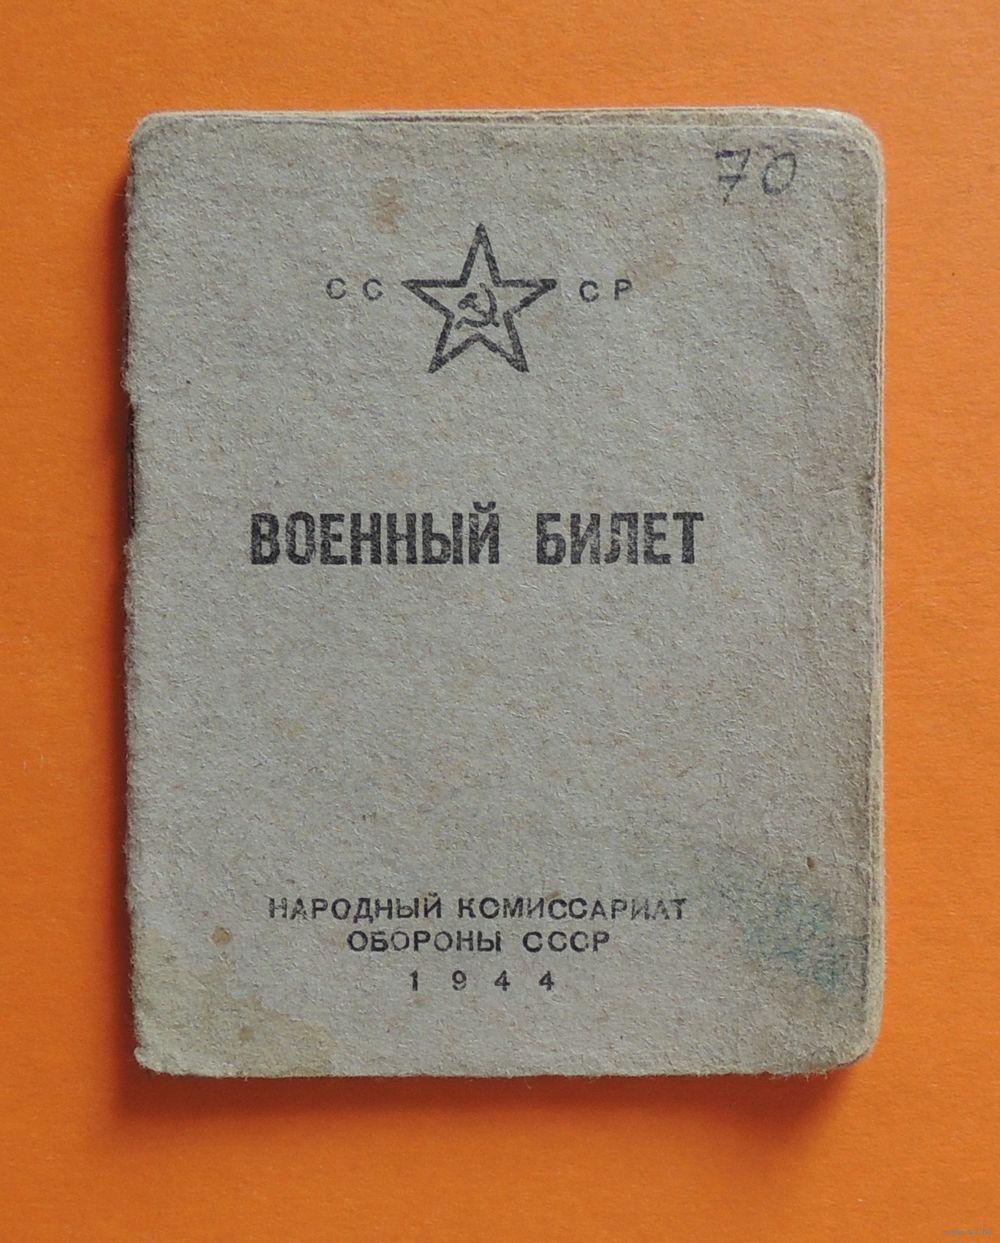 70
СС СР
ВОЕННЫЙ БИЛЕТ
НАРОДНЫЙ КОМИССАРИАТ
ОБОРОНЫ СССР
1944